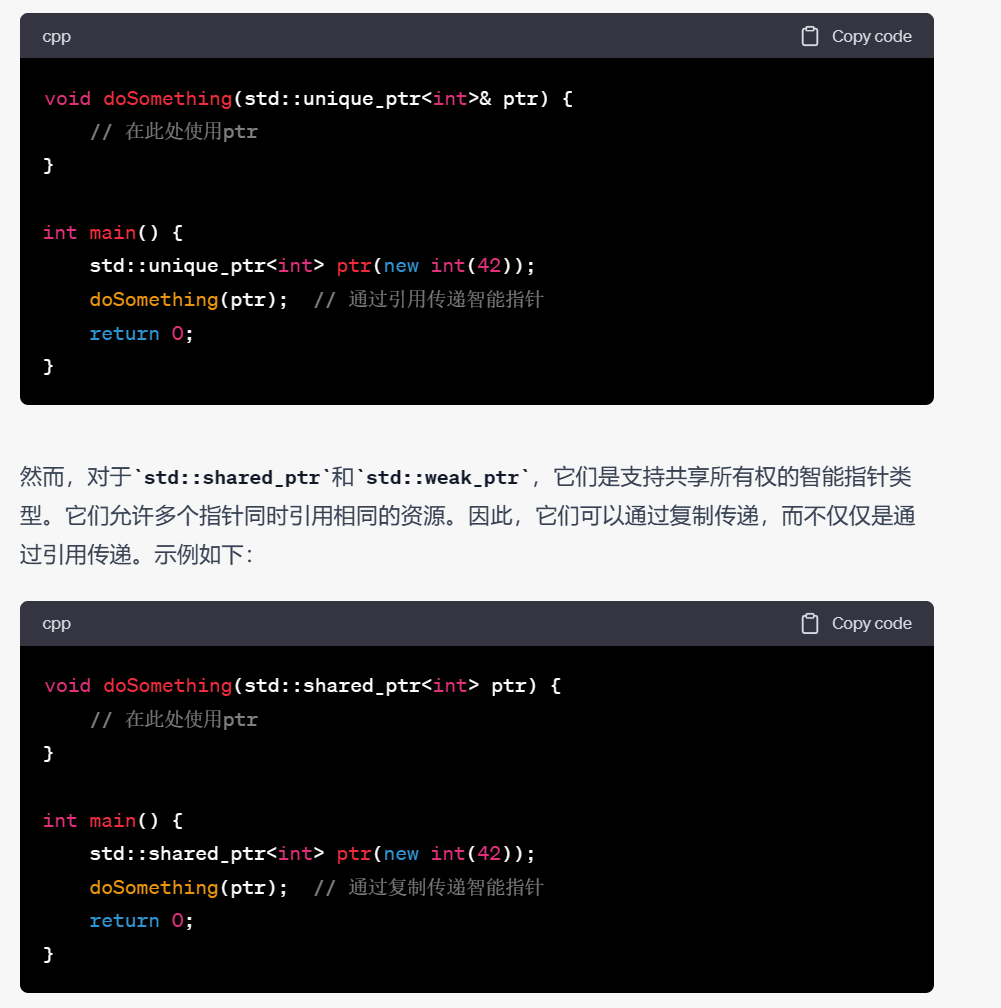 cpp
Copy code
void doSomething(std::unique_ptr<int>& ptr) {
    // 在此处使用ptr
}
int main() {
    std::unique_ptr<int> ptr(new int(42));
    doSomething(ptr);  // 通过引用传递智能指针
    return 0;
}
然而，对于`std::shared_ptr`和`std::weak_ptr`，它们是支持共享所有权的智能指针类
型。它们允许多个指针同时引用相同的资源。因此，它们可以通过复制传递，而不仅仅是通
过引用传递。示例如下：
cpp
Copy code
void doSomething(std::shared_ptr<int> ptr) {
    // 在此处使用ptr
}
int main() {
    std::shared_ptr<int> ptr(new int(42));
    doSomething(ptr);  // 通过复制传递智能指针
    return 0;
}